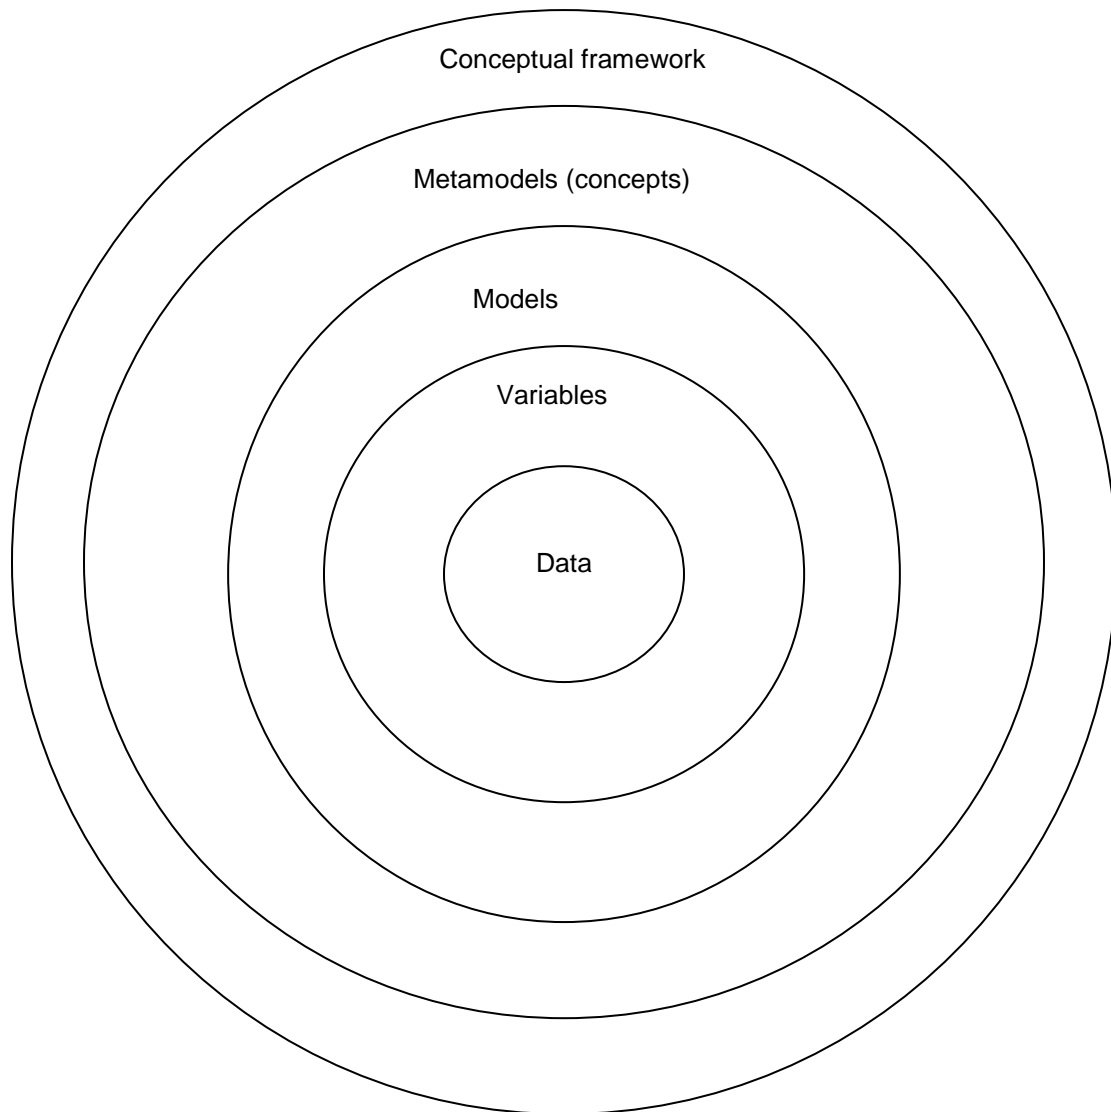 Conceptual framework
Metamodels (concepts)
Models
Variables
Data